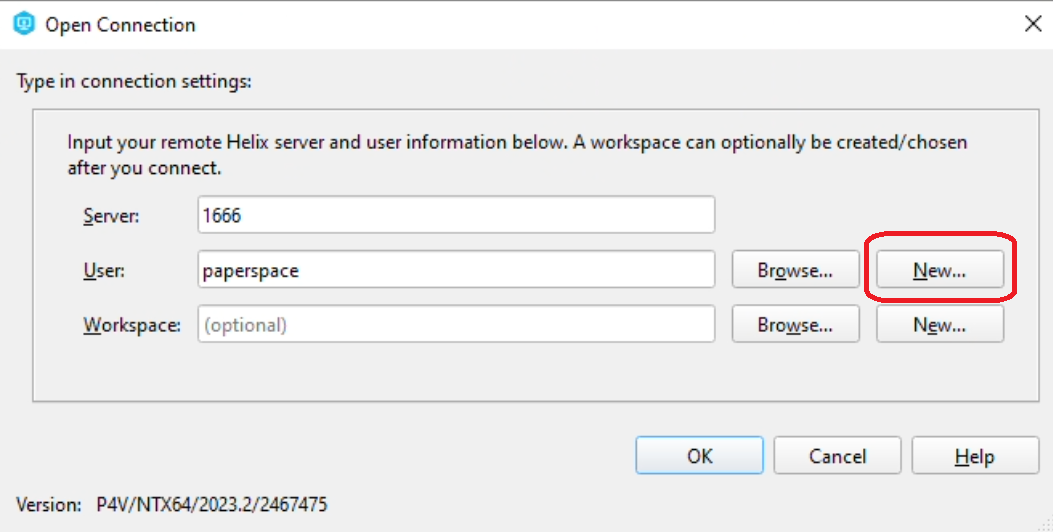 Open Connection
Type in connection settings:
Input your remote Helix server and user information below. A workspace can optionally be created/chosen
after you connect.
Server: 1666
User: paperspace Browse... New...
Workspace: (optional) Browse... New...
OK Cancel Help
Version: P4V/NTX64/2023.2/2467475